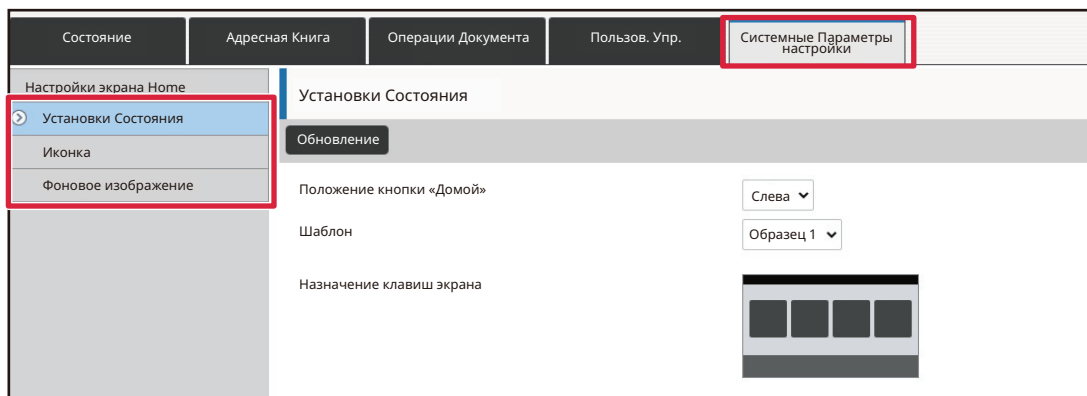 Состояние
Адресная Книга
Операции Документа
Пользов. Упр.
Системные Параметры
настройки
Настройки экрана Home
Установки Состояния
Иконка
Фоновое изображение
Установки Состояния
Обновление
Положение кнопки «Домой»
Слева
Шаблон
Образец 1
Назначение клавиш экрана